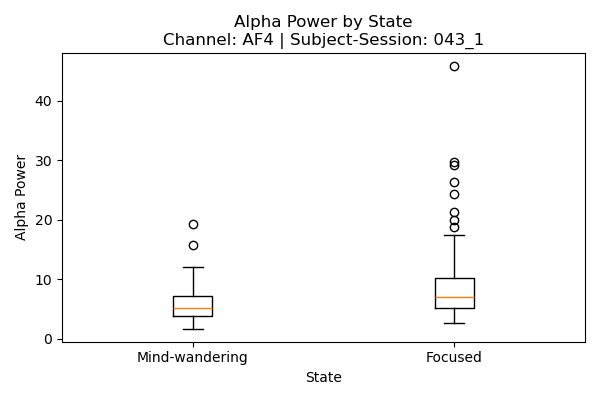 Alpha Power by State
Channel: AF4 | Subject-Session: 043_1
Alpha Power
40
30
20
10
0
Mind-wandering
Focused
State